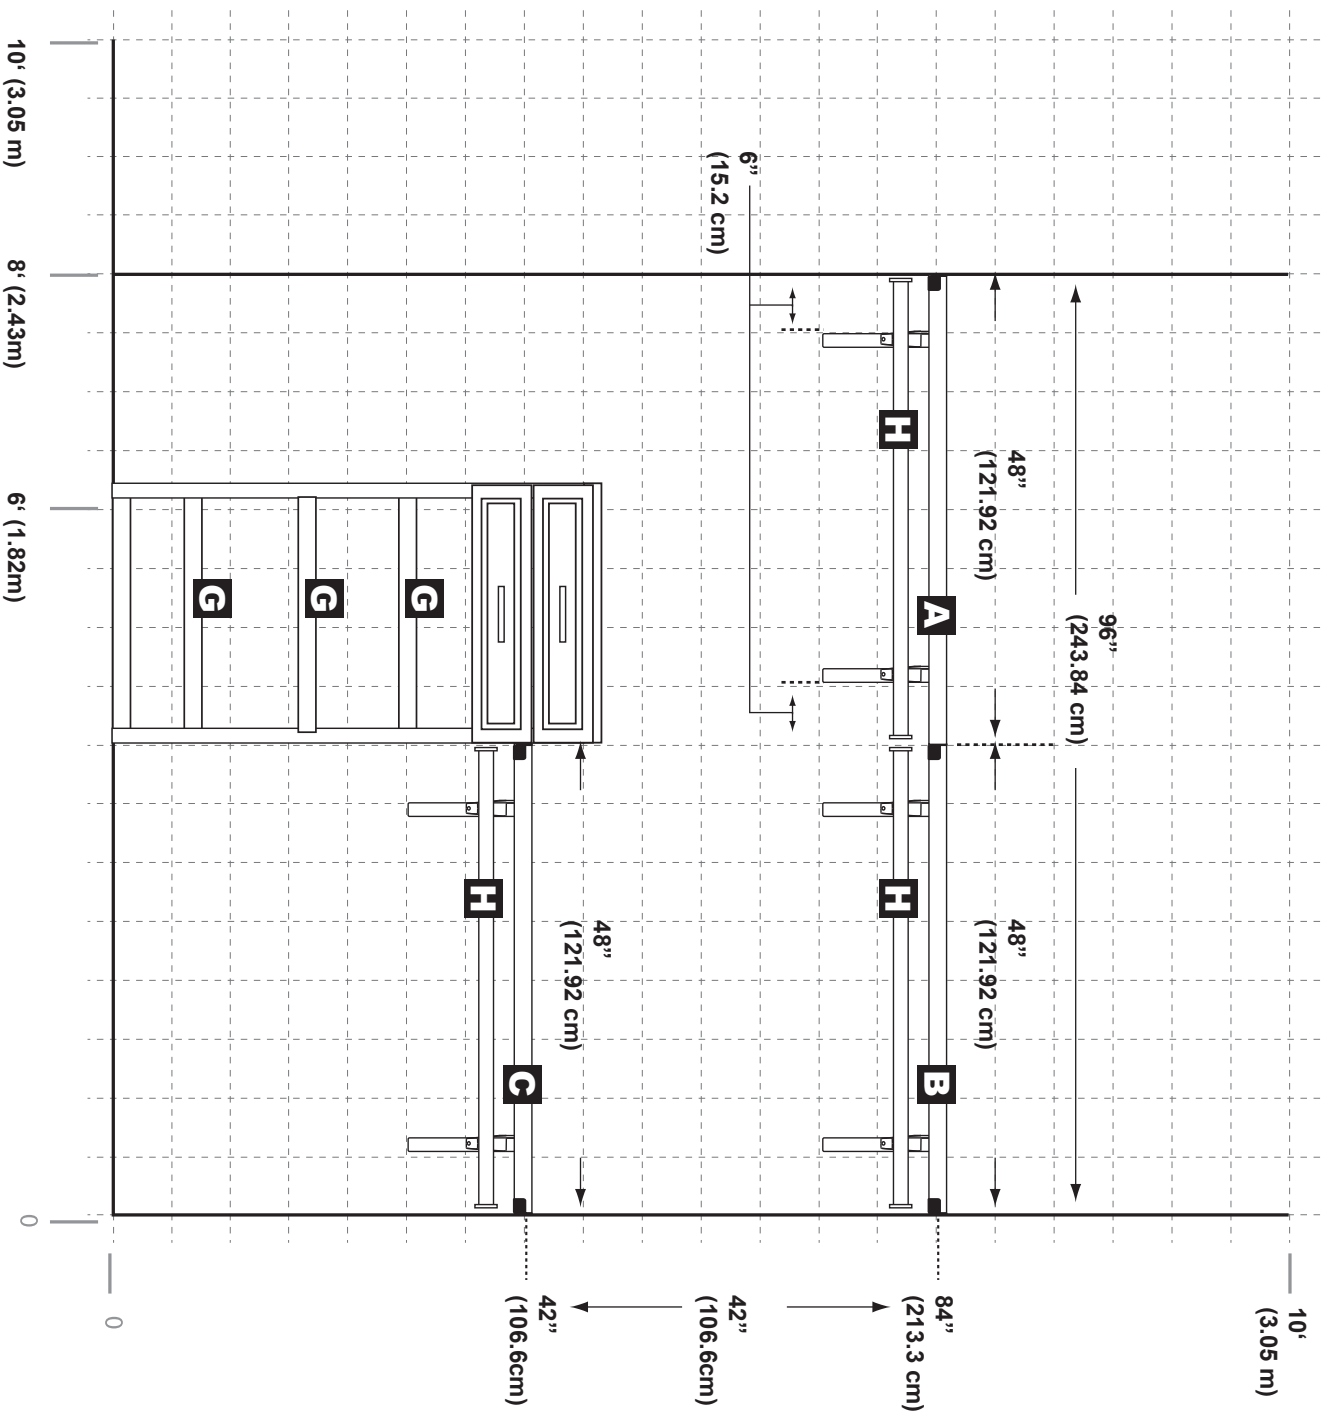 10‘
(3.05 m)
96”
(243.84 cm)
48”
(121.92 cm)
48”
(121.92 cm)
84”
(213.3 cm)
A
B
H
H
6”
(15.2 cm)
42”
(106.6cm)
48”
(121.92 cm)
42”
(106.6cm)
C
H
G
G
G
0
10‘ (3.05 m)
8‘ (2.43m)
6‘ (1.82m)
0